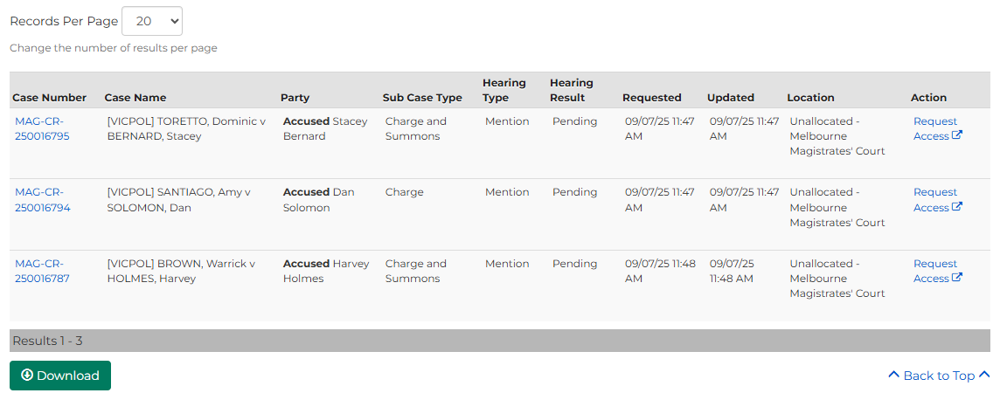 Records Per Page 20
Change the number of results per page
Case Number Case Name Party Sub Case Type Hearing Type Hearing Result Requested Updated Location Action
MAG-CR-250016795 [VICPOL] TORETTO, Dominic v BERNARD, Stacey Accused Stacey Bernard Charge and Summons Mention Pending 09/07/25 11:47 AM 09/07/25 11:47 AM Unallocated - Melbourne Magistrates' Court Request Access
MAG-CR-250016794 [VICPOL] SANTIAGO, Amy v SOLOMON, Dan Accused Dan Solomon Charge Mention Pending 09/07/25 11:47 AM 09/07/25 11:47 AM Unallocated - Melbourne Magistrates' Court Request Access
MAG-CR-250016787 [VICPOL] BROWN, Warrick v HOLMES, Harvey Accused Harvey Holmes Charge and Summons Mention Pending 09/07/25 11:48 AM 09/07/25 11:48 AM Unallocated - Melbourne Magistrates' Court Request Access
Results 1 - 3
Download Back to Top